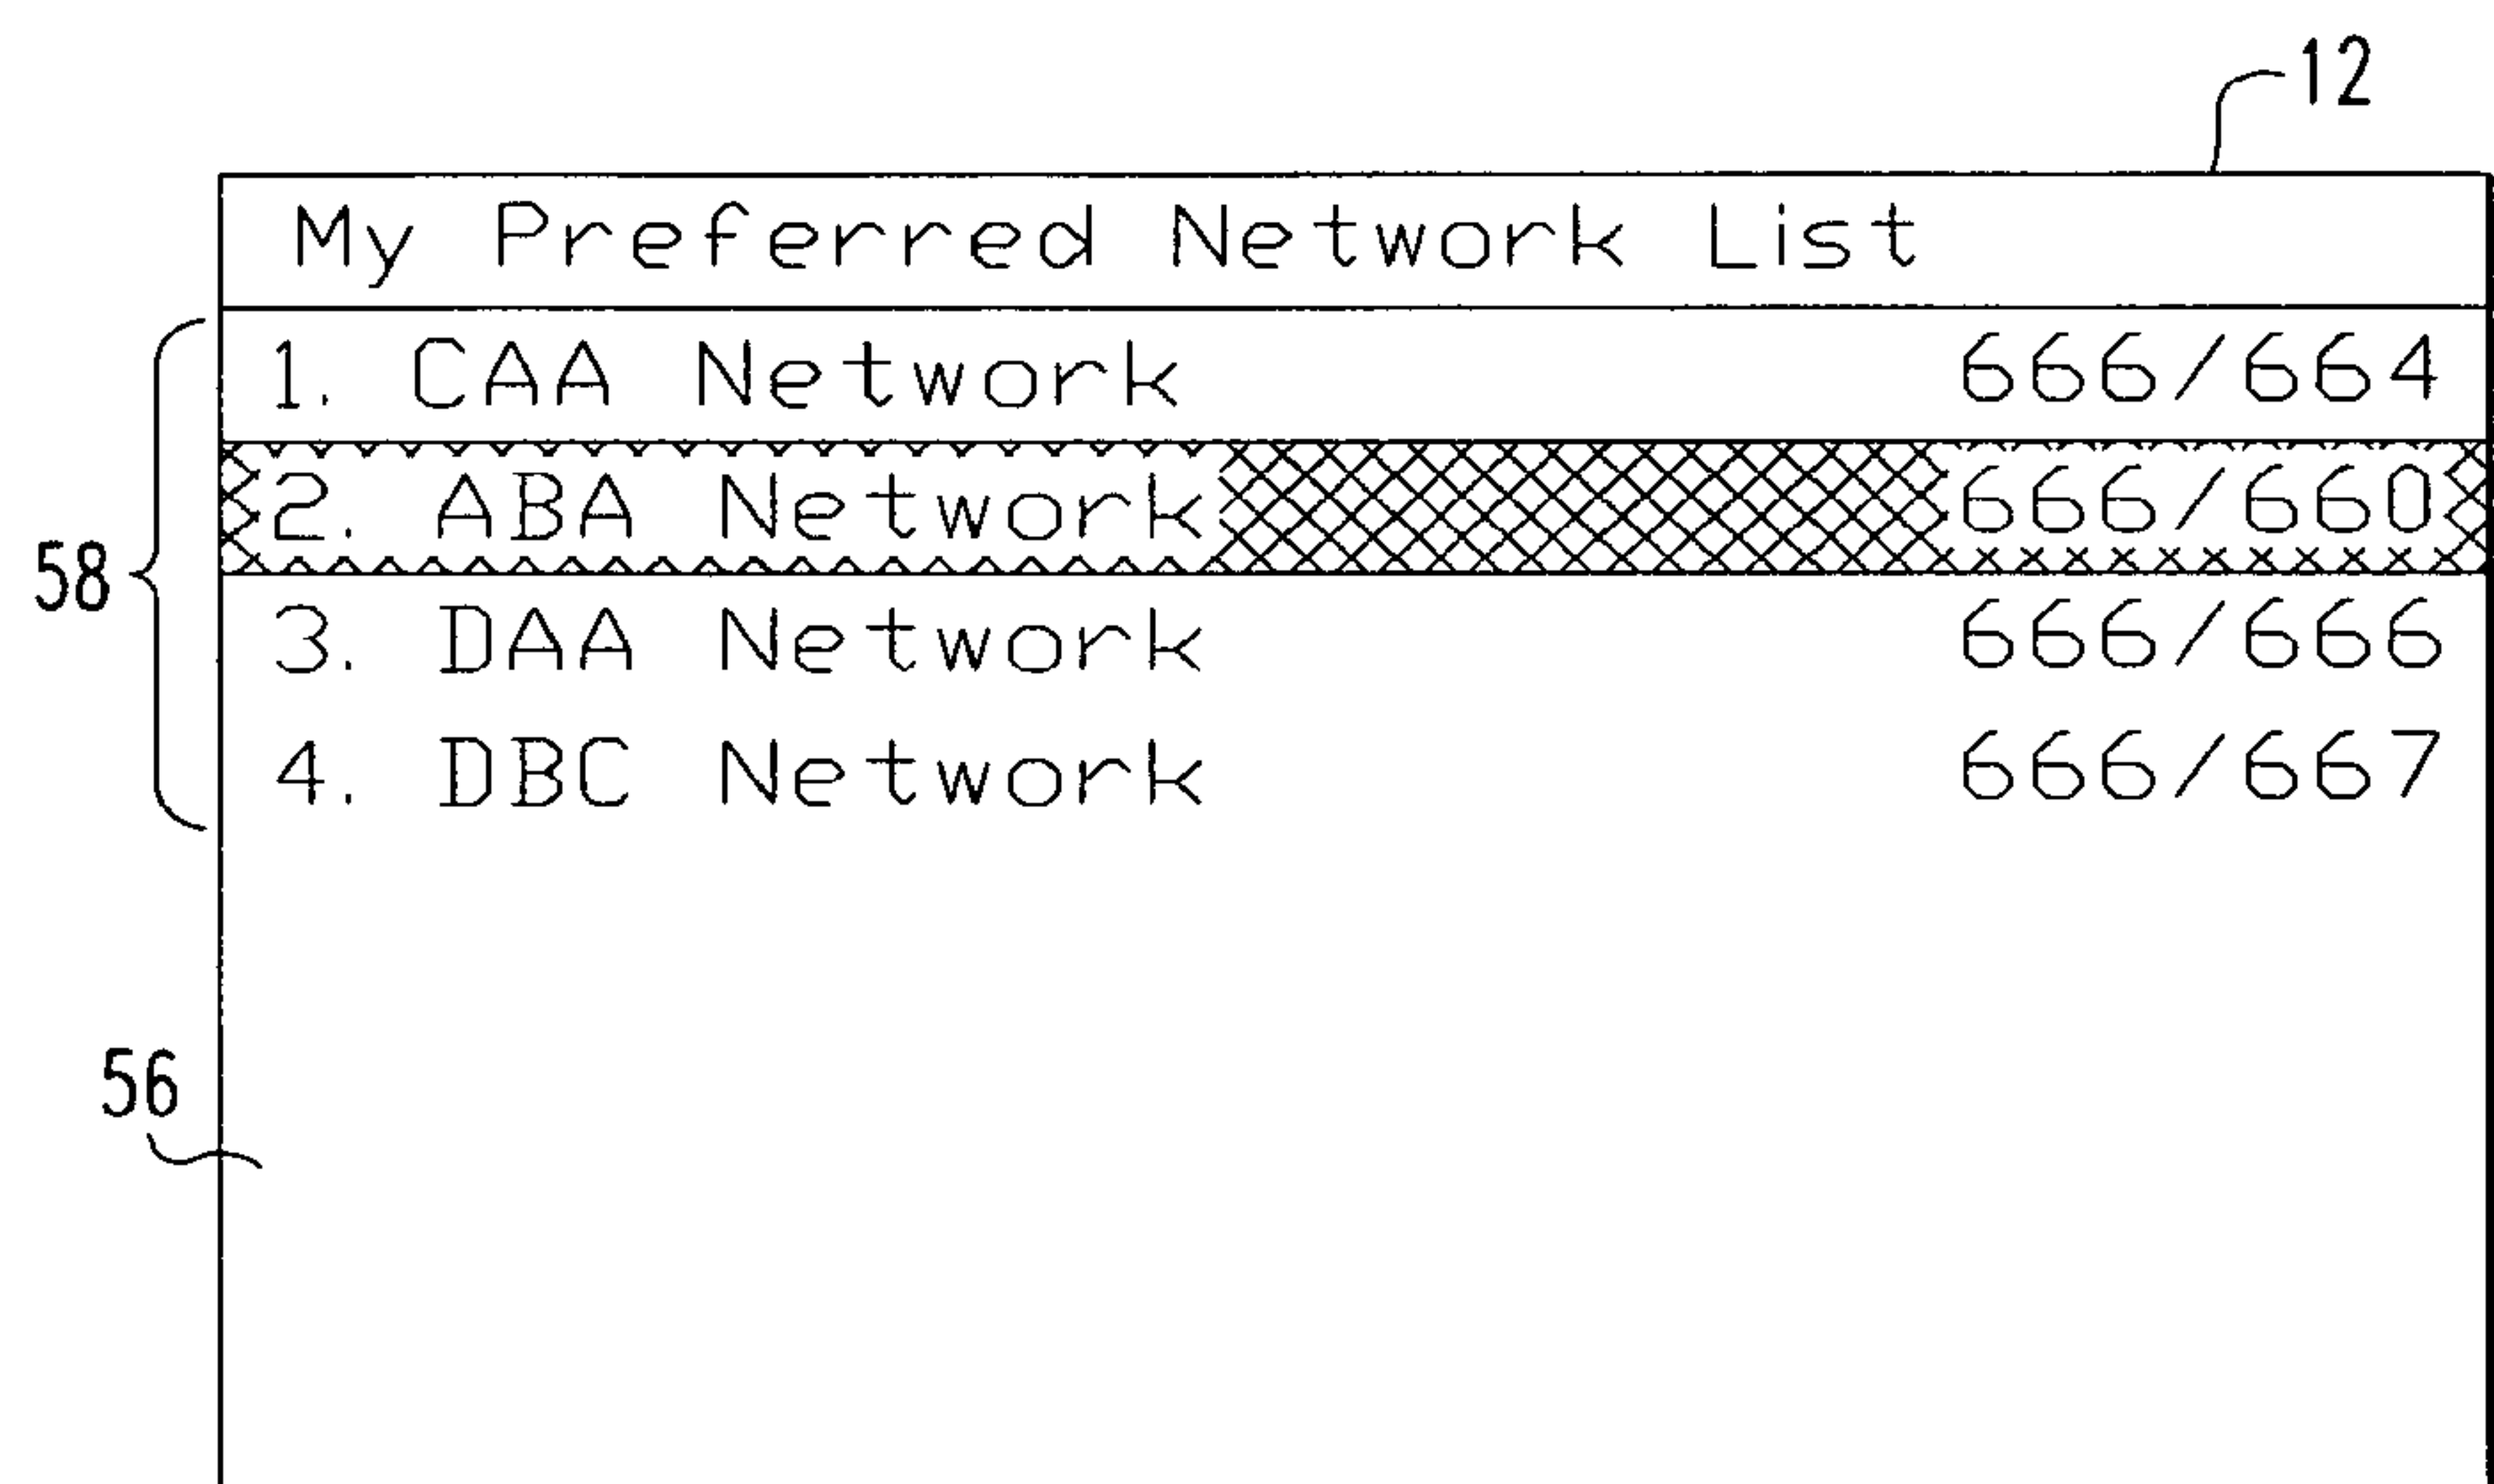 12
My Preferred Network List
1. CAA Network 666/664
2. ABA Network 666/660
58
3. DAA Network 666/666
4. DBC Network 666/667
56